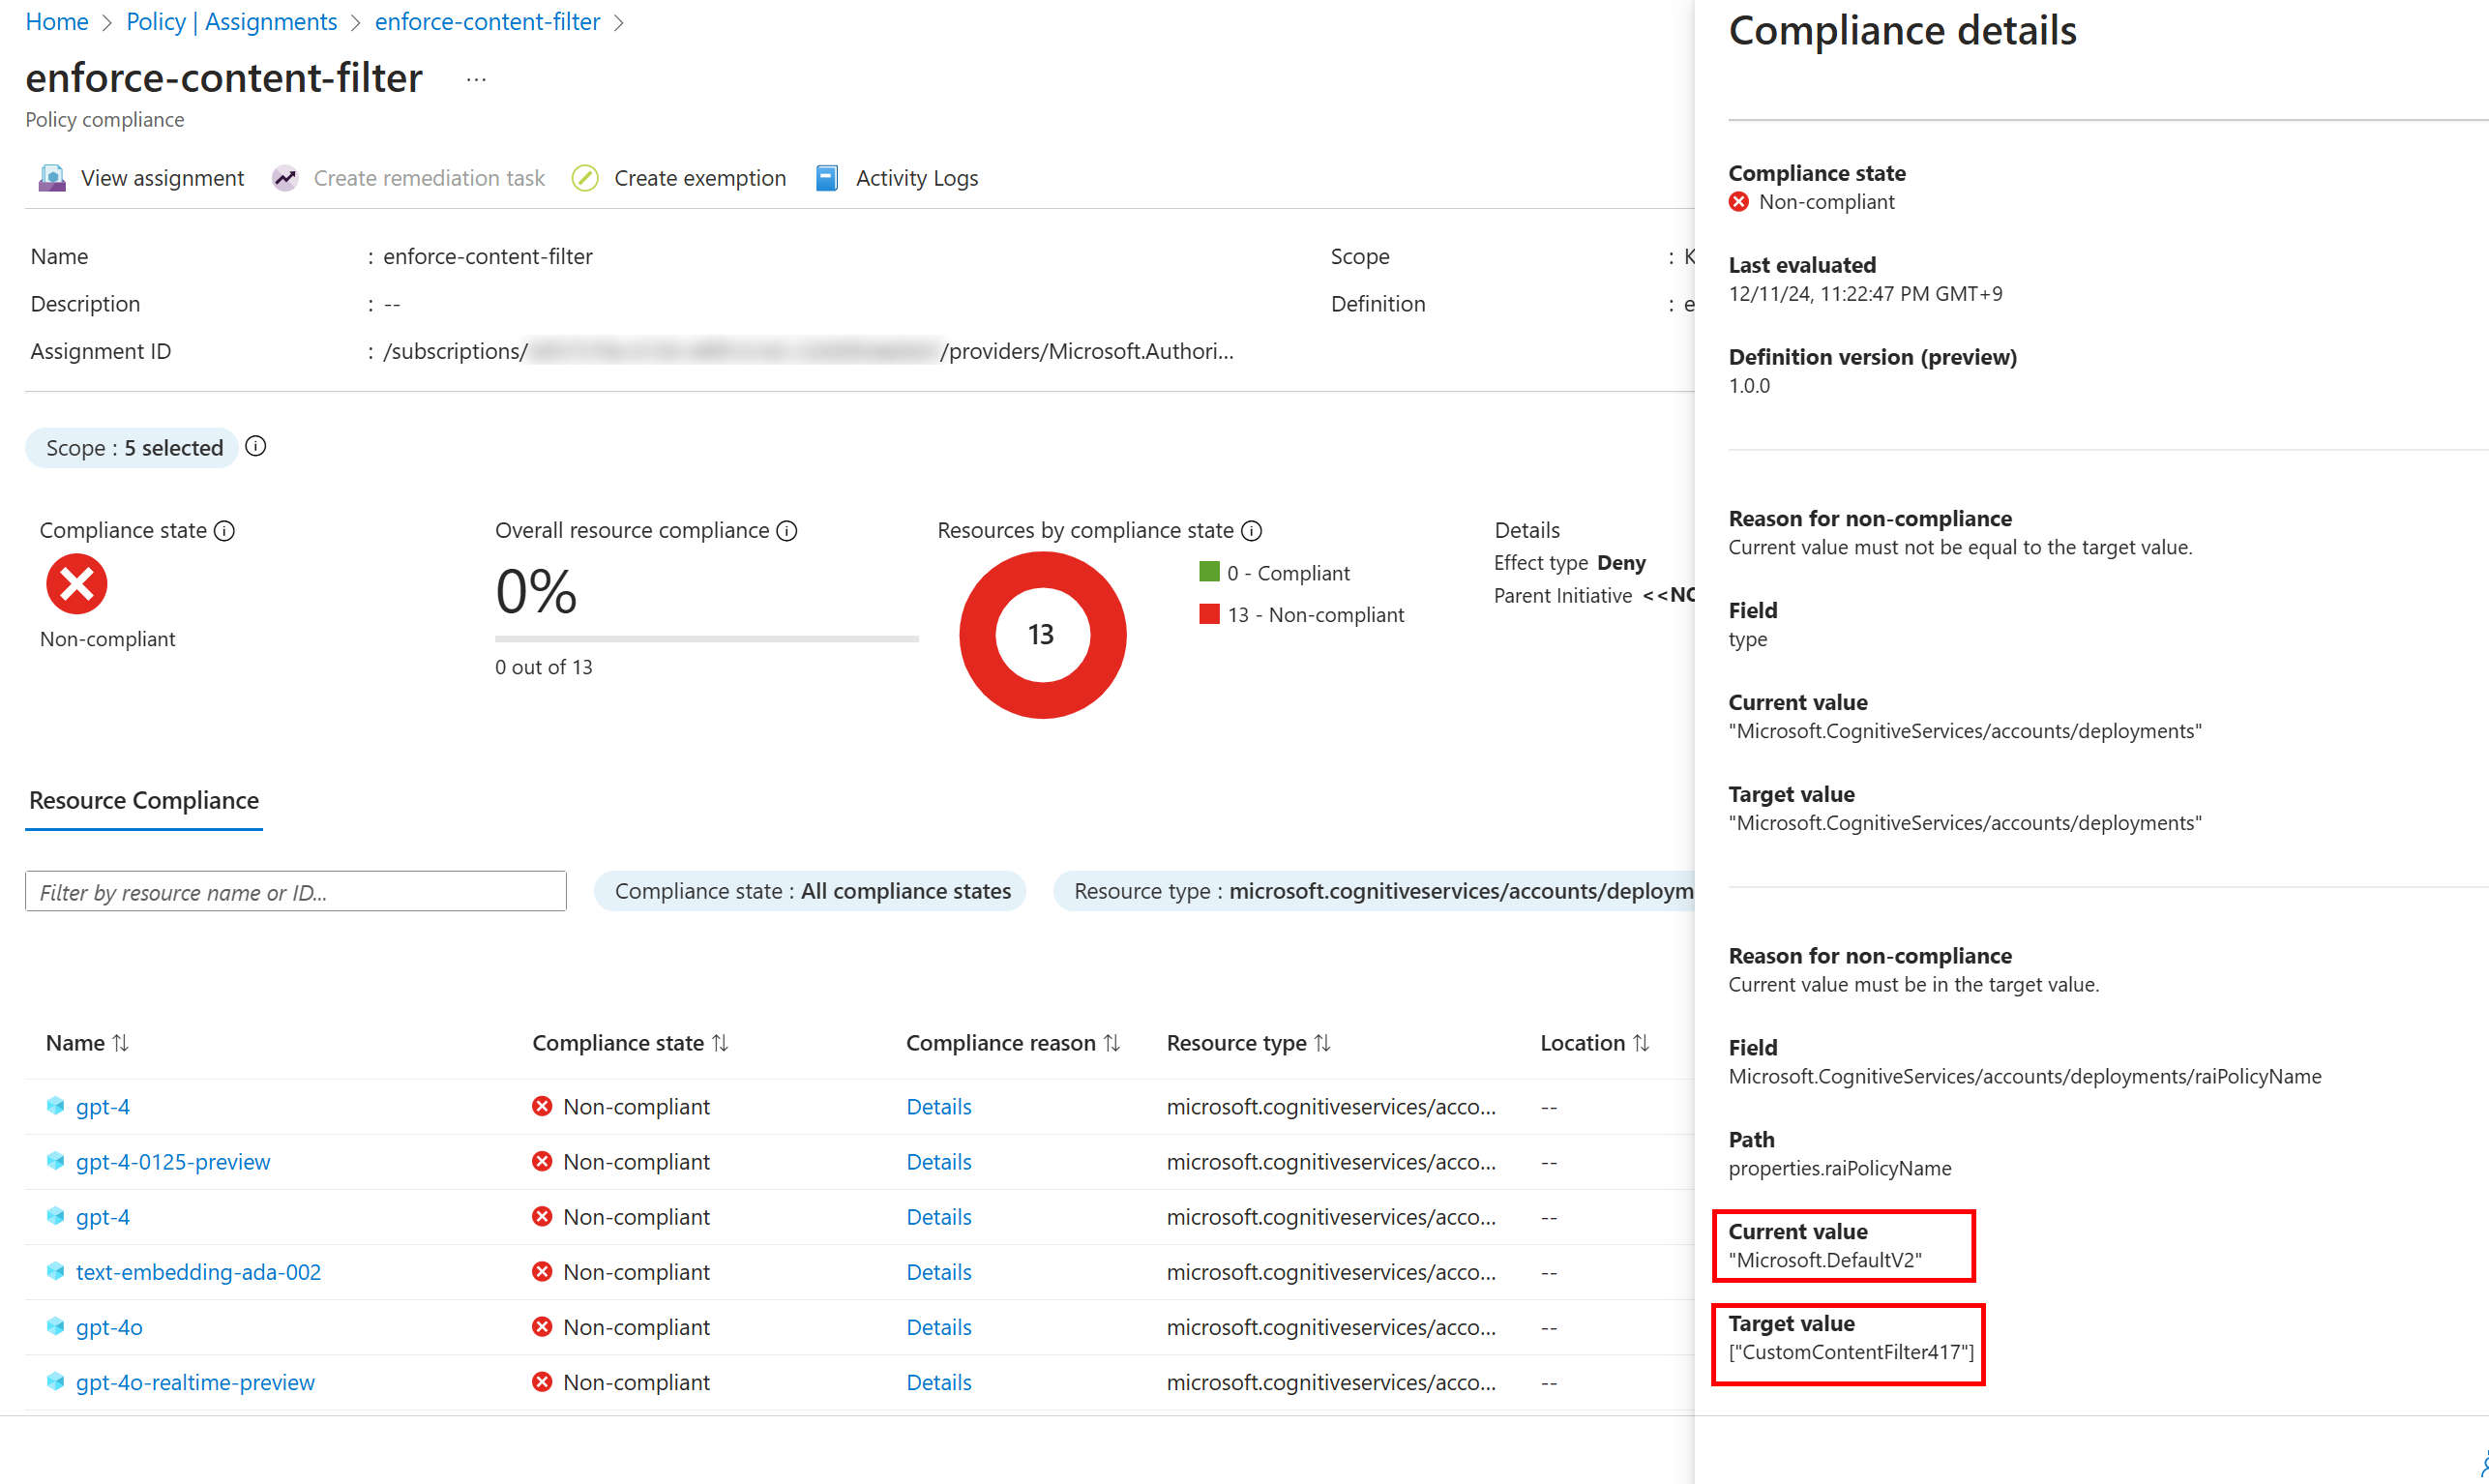 Home > Policy | Assignments > enforce-content-filter >
enforce-content-filter ...
Policy compliance
View assignment Create remediation task Create exemption Activity Logs
Name : enforce-content-filter Scope : K
Description : -- Definition : e
Assignment ID : /subscriptions/ /providers/Microsoft.Authori...
Scope : 5 selected
Compliance state
Non-compliant
Overall resource compliance
0%
0 out of 13
Resources by compliance state
13
0 - Compliant
13 - Non-compliant
Details
Effect type Deny
Parent Initiative <<NO
Resource Compliance
Filter by resource name or ID... Compliance state : All compliance states Resource type : microsoft.cognitiveservices/accounts/deploym
Name Compliance state Compliance reason Resource type Location
gpt-4 Non-compliant Details microsoft.cognitiveservices/acco... --
gpt-4-0125-preview Non-compliant Details microsoft.cognitiveservices/acco... --
gpt-4 Non-compliant Details microsoft.cognitiveservices/acco... --
text-embedding-ada-002 Non-compliant Details microsoft.cognitiveservices/acco... --
gpt-4o Non-compliant Details microsoft.cognitiveservices/acco... --
gpt-4o-realtime-preview Non-compliant Details microsoft.cognitiveservices/acco... --
Compliance details
Compliance state
Non-compliant
Last evaluated
12/11/24, 11:22:47 PM GMT+9
Definition version (preview)
1.0.0
Reason for non-compliance
Current value must not be equal to the target value.
Field
type
Current value
"Microsoft.CognitiveServices/accounts/deployments"
Target value
"Microsoft.CognitiveServices/accounts/deployments"
Reason for non-compliance
Current value must be in the target value.
Field
Microsoft.CognitiveServices/accounts/deployments/raiPolicyName
Path
properties.raiPolicyName
Current value
"Microsoft.DefaultV2"
Target value
["CustomContentFilter417"]